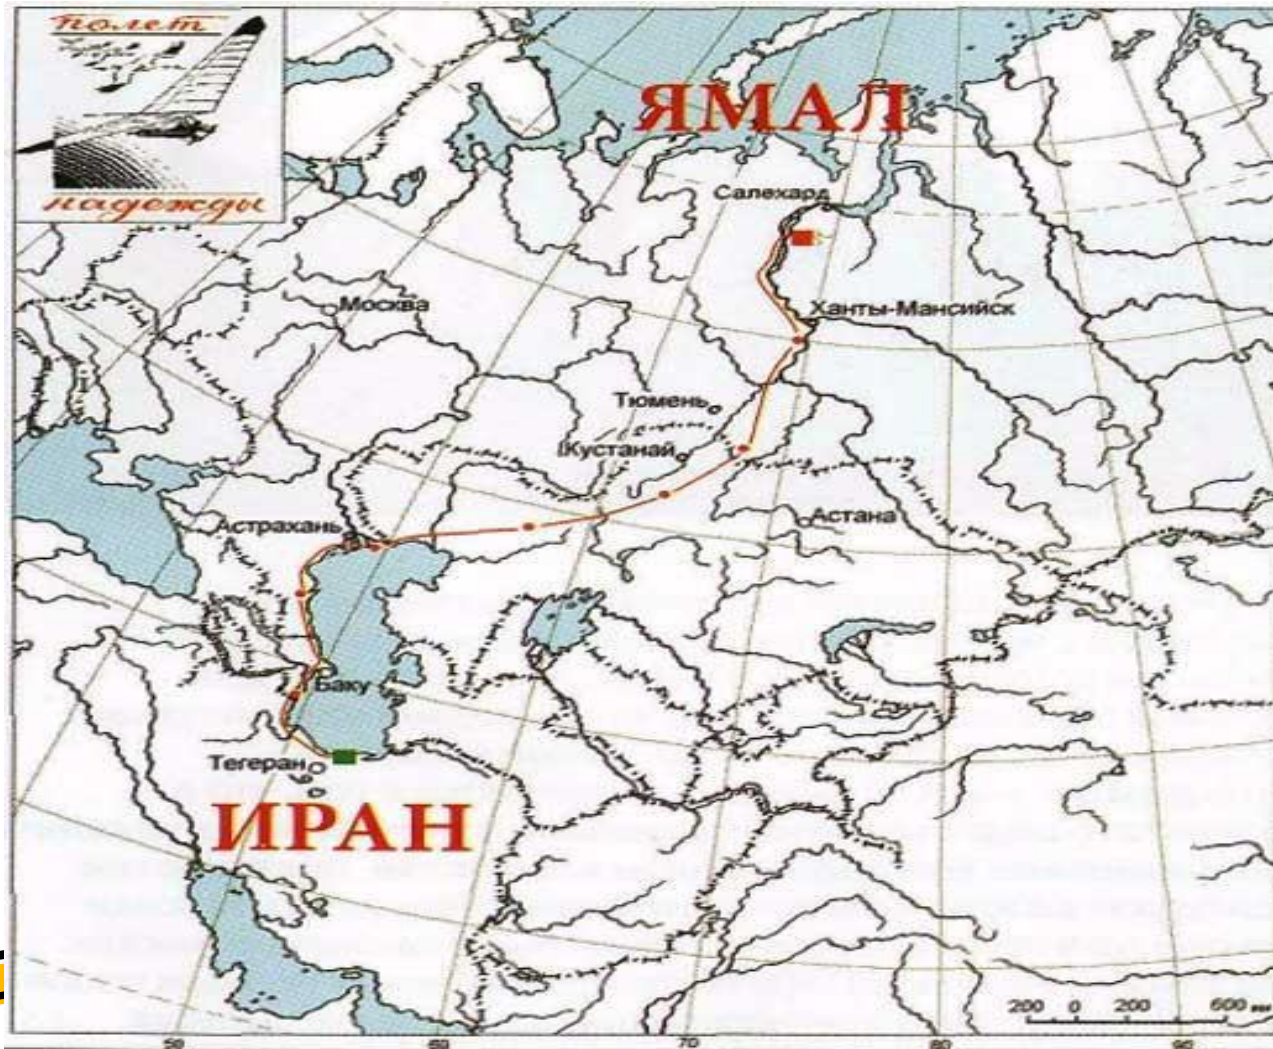 полет
надежды
ЯМАЛ
Салехард
Москва
Ханты-Мансийск
Тюмень
Кустанай
Астрахань
Астана
Баку
Тегеран
ИРАН
200 0 200 600 км
50 60 70 80 90